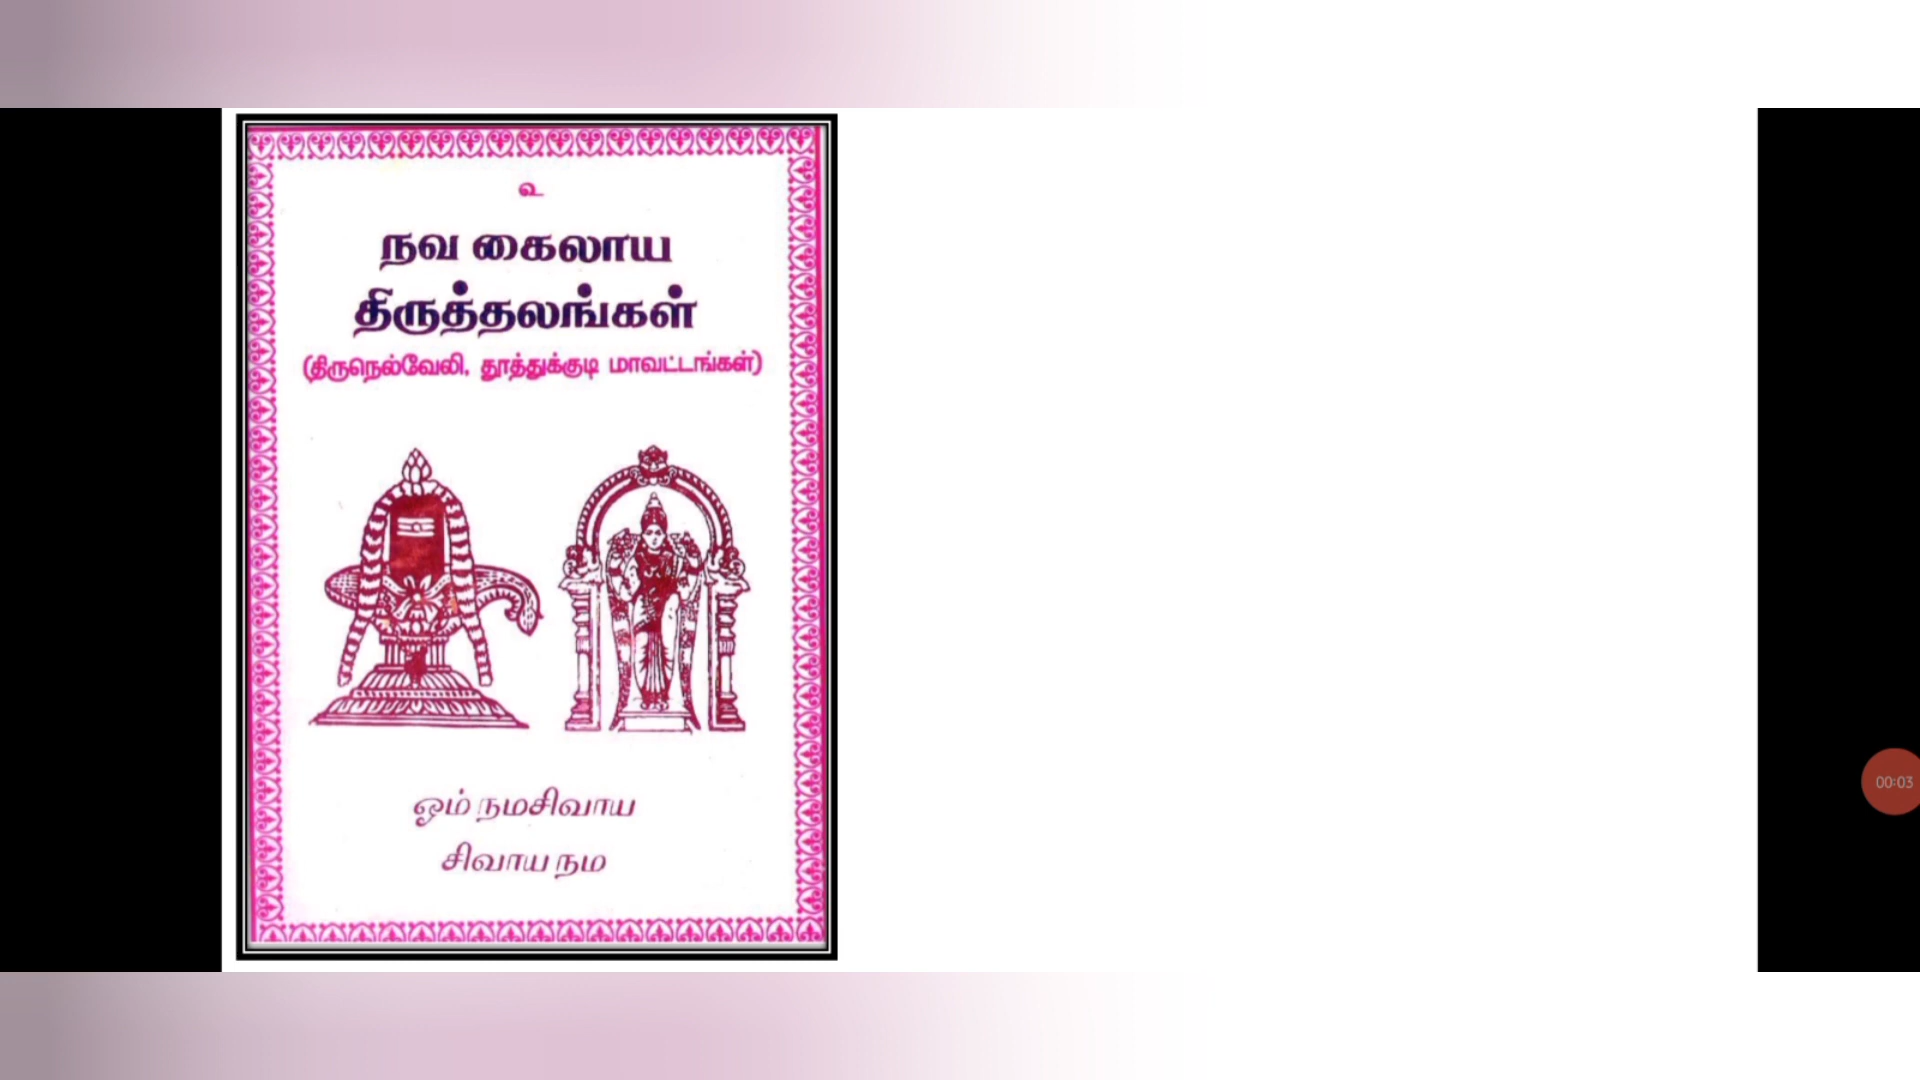 உ
நவ கைலாய
திருத்தலங்கள்
(திருநெல்வேலி, தூத்துக்குடி மாவட்டங்கள்)
ஓம் நமசிவாய
சிவாய நம
00:03